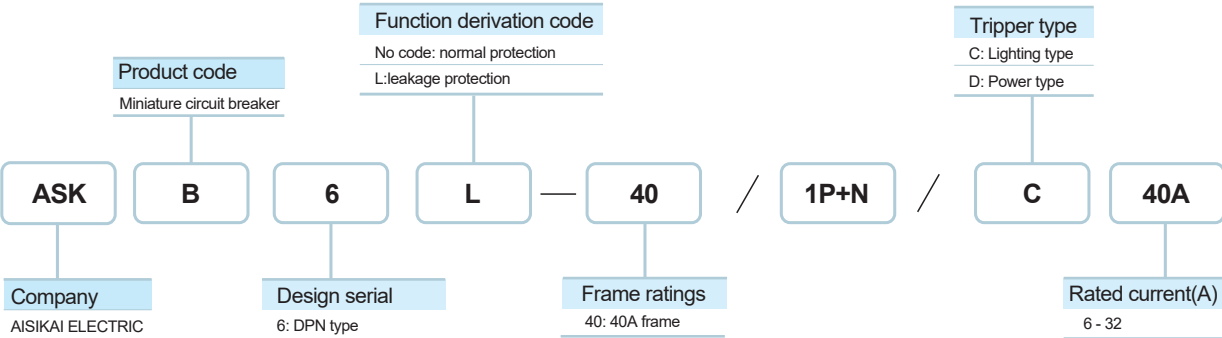 Function derivation code
No code: normal protection
L:leakage protection
Tripper type
C: Lighting type
D: Power type
Product code
Miniature circuit breaker
ASK B 6 L — 40 / 1P+N / C 40A
Company
AISIKAI ELECTRIC
Design serial
6: DPN type
Frame ratings
40: 40A frame
Rated current(A)
6 - 32